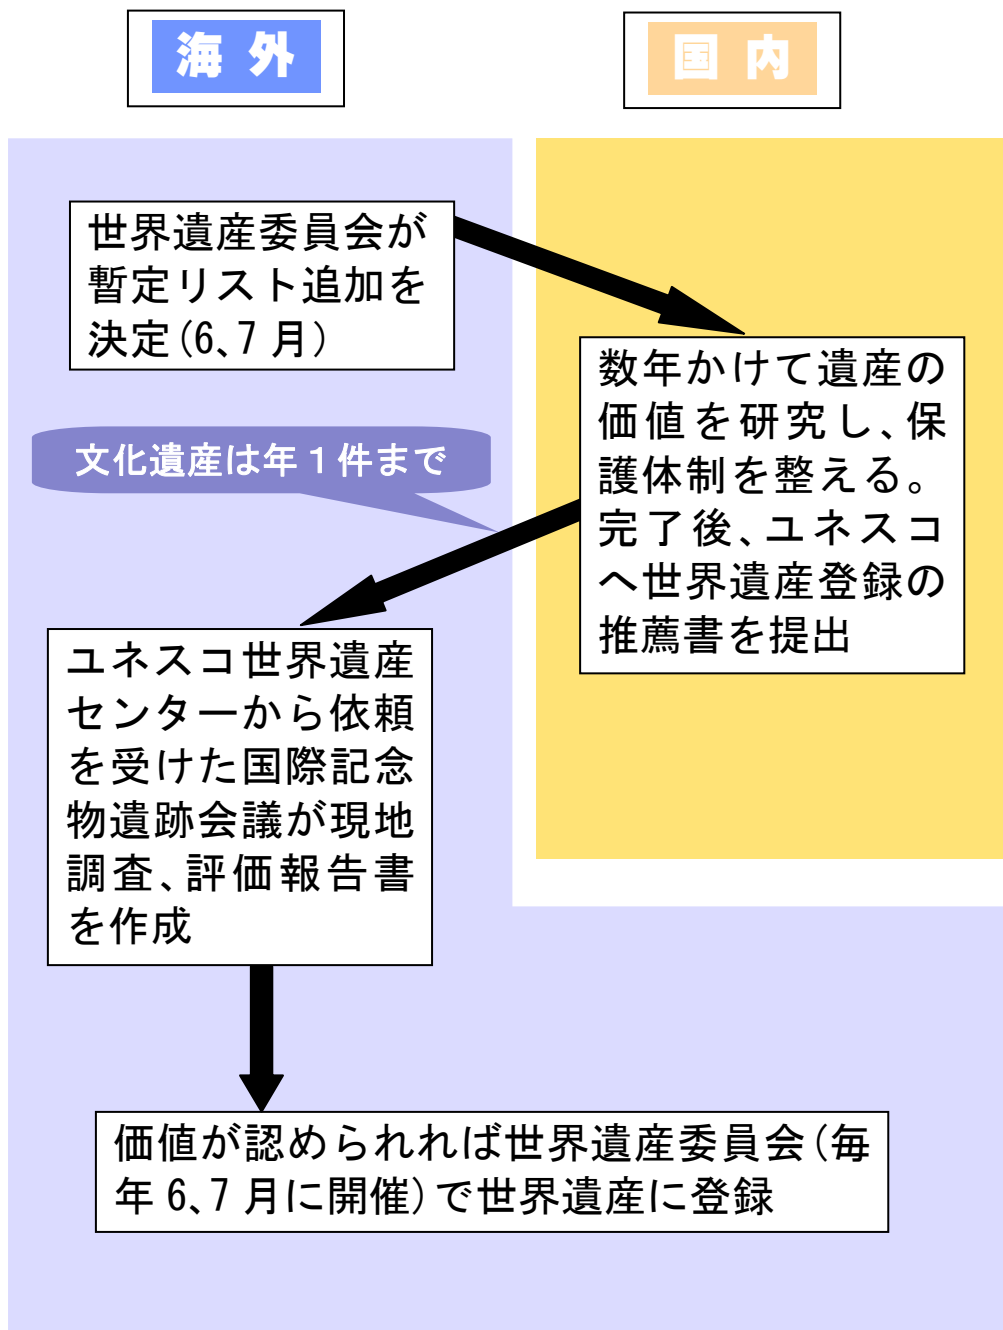 海外
国内
世界遺産委員会が
暫定リスト追加を
決定(6、7月)
数年かけて遺産の
価値を研究し、保
護体制を整える。
完了後、ユネスコ
へ世界遺産登録の
推薦書を提出
文化遺産は年１件まで
ユネスコ世界遺産
センターから依頼
を受けた国際記念
物遺跡会議が現地
調査、評価報告書
を作成
価値が認められれば世界遺産委員会(毎
年6、7月に開催)で世界遺産に登録